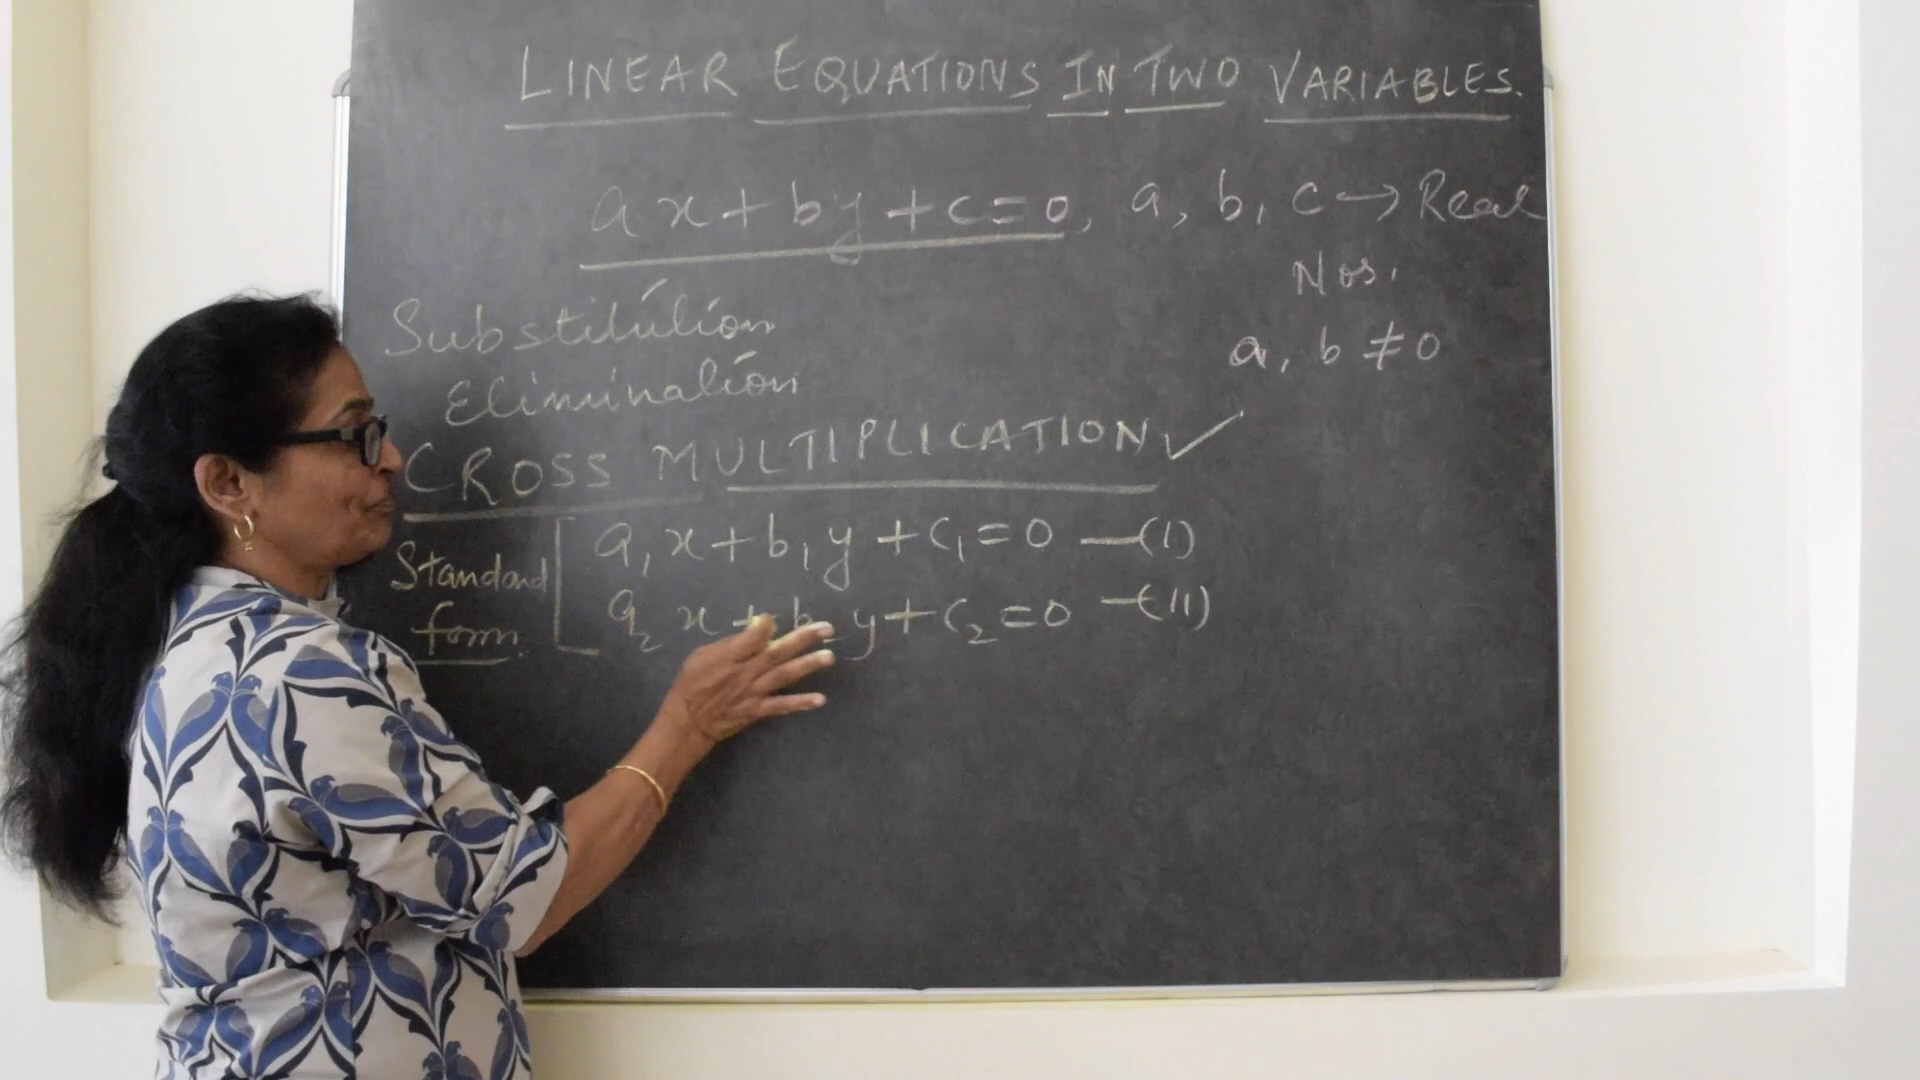 LINEAR EQUATIONS IN TWO VARIABLES.
ax+by+c=0, a, b, c → Real
Nos.
a, b ≠ 0
Substitution
Elimination
CROSS MULTIPLICATION ✓
Standard form.
a₁x+b₁y+c₁=0 —(I)
a₂x+b₂y+c₂=0 —(II)